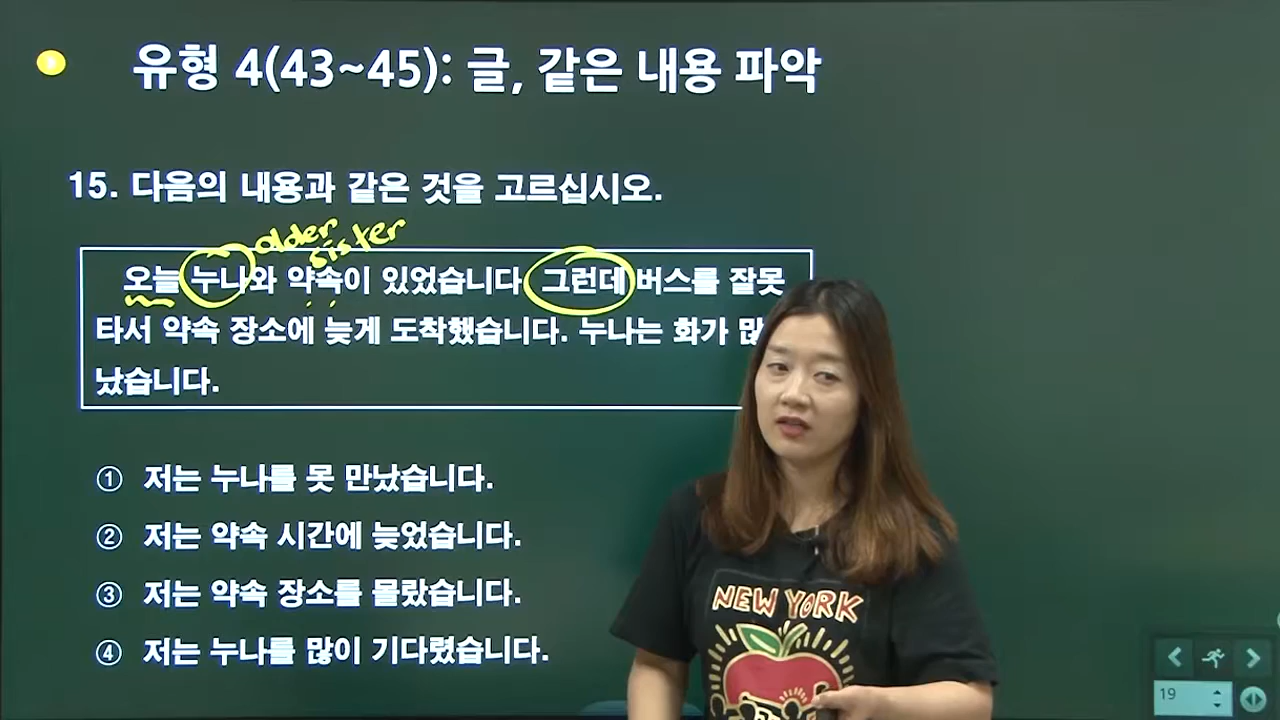 유형 4(43~45): 글, 같은 내용 파악
15. 다음의 내용과 같은 것을 고르십시오.
older
sister
오늘 누나와 약속이 있었습니다 그런데 버스를 잘못
타서 약속 장소에 늦게 도착했습니다. 누나는 화가 많
났습니다.
① 저는 누나를 못 만났습니다.
② 저는 약속 시간에 늦었습니다.
③ 저는 약속 장소를 몰랐습니다.
④ 저는 누나를 많이 기다렸습니다.
NEW YORK
19